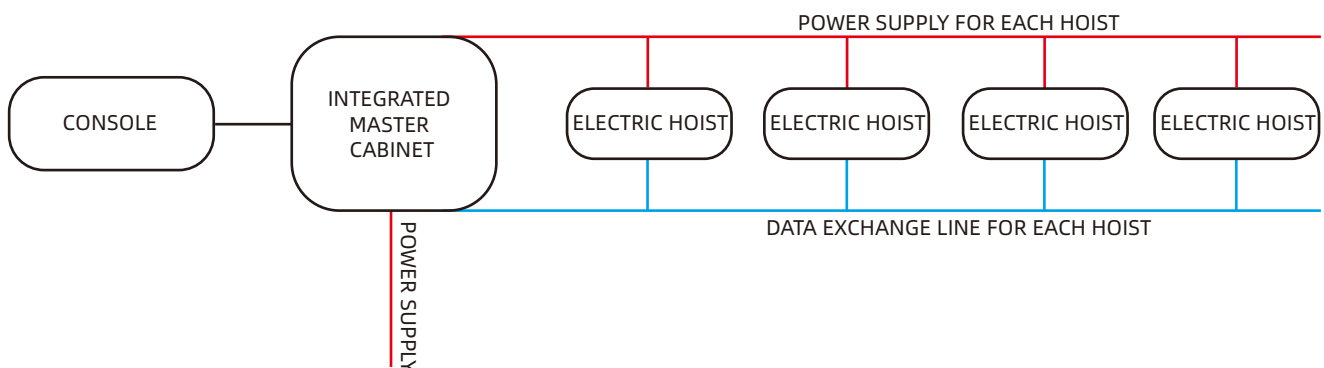 POWER SUPPLY FOR EACH HOIST
CONSOLE
INTEGRATED
MASTER
CABINET
ELECTRIC HOIST
ELECTRIC HOIST
ELECTRIC HOIST
ELECTRIC HOIST
DATA EXCHANGE LINE FOR EACH HOIST
POWER SUPPLY